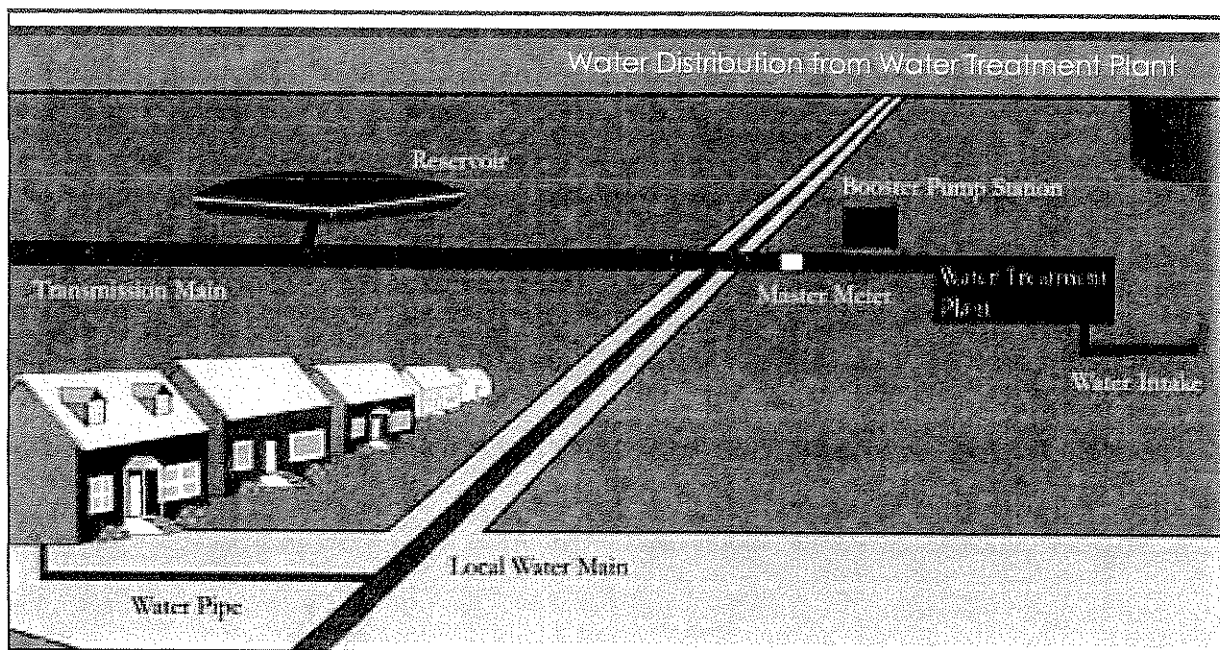 Water Distribution from Water Treatment Plant
Reservoir
Booster Pump Station
Transmission Main
Master Meter
Water Treatment
Plant
Water Intake
Local Water Main
Water Pipe